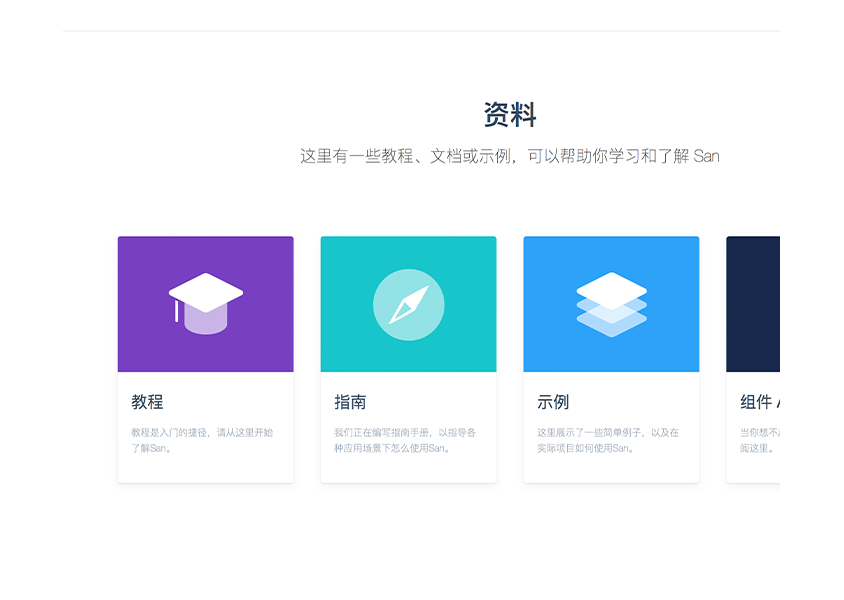 资料
这里有一些教程、文档或示例，可以帮助你学习和了解 San
教程
教程是入门的捷径，请从这里开始
了解San。
指南
我们正在编写指南手册，以指导各
种应用场景下怎么使用San。
示例
这里展示了一些简单例子，以及在
实际项目如何使用San。
组件
当你想不
阅这里。